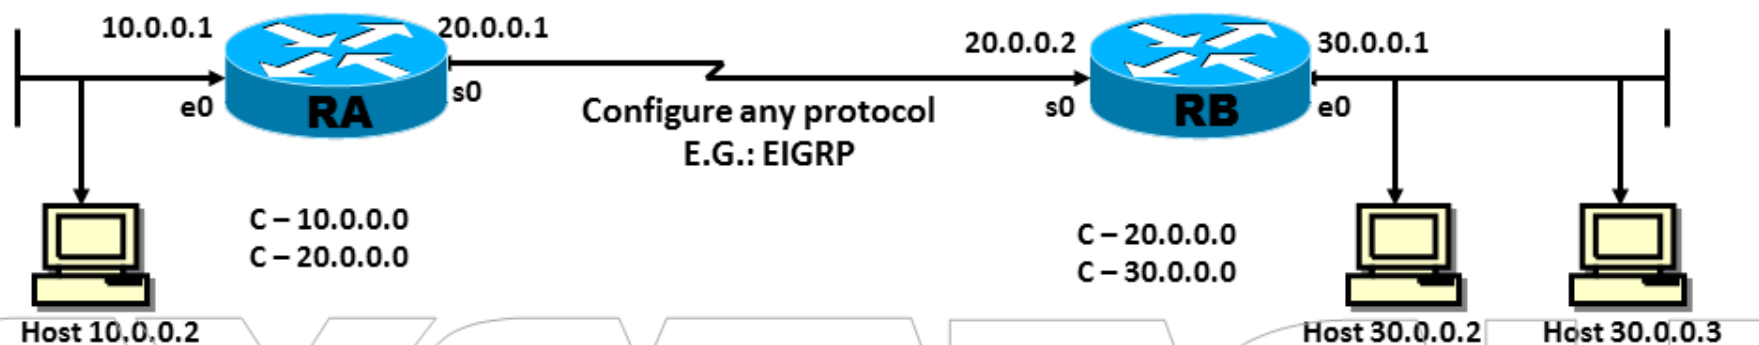 10.0.0.1
20.0.0.1
20.0.0.2
30.0.0.1
e0
RA
s0
Configure any protocol
E.G.: EIGRP
s0
RB
e0
C – 10.0.0.0
C – 20.0.0.0
C – 20.0.0.0
C – 30.0.0.0
Host 10.0.0.2
Host 30.0.0.2
Host 30.0.0.3